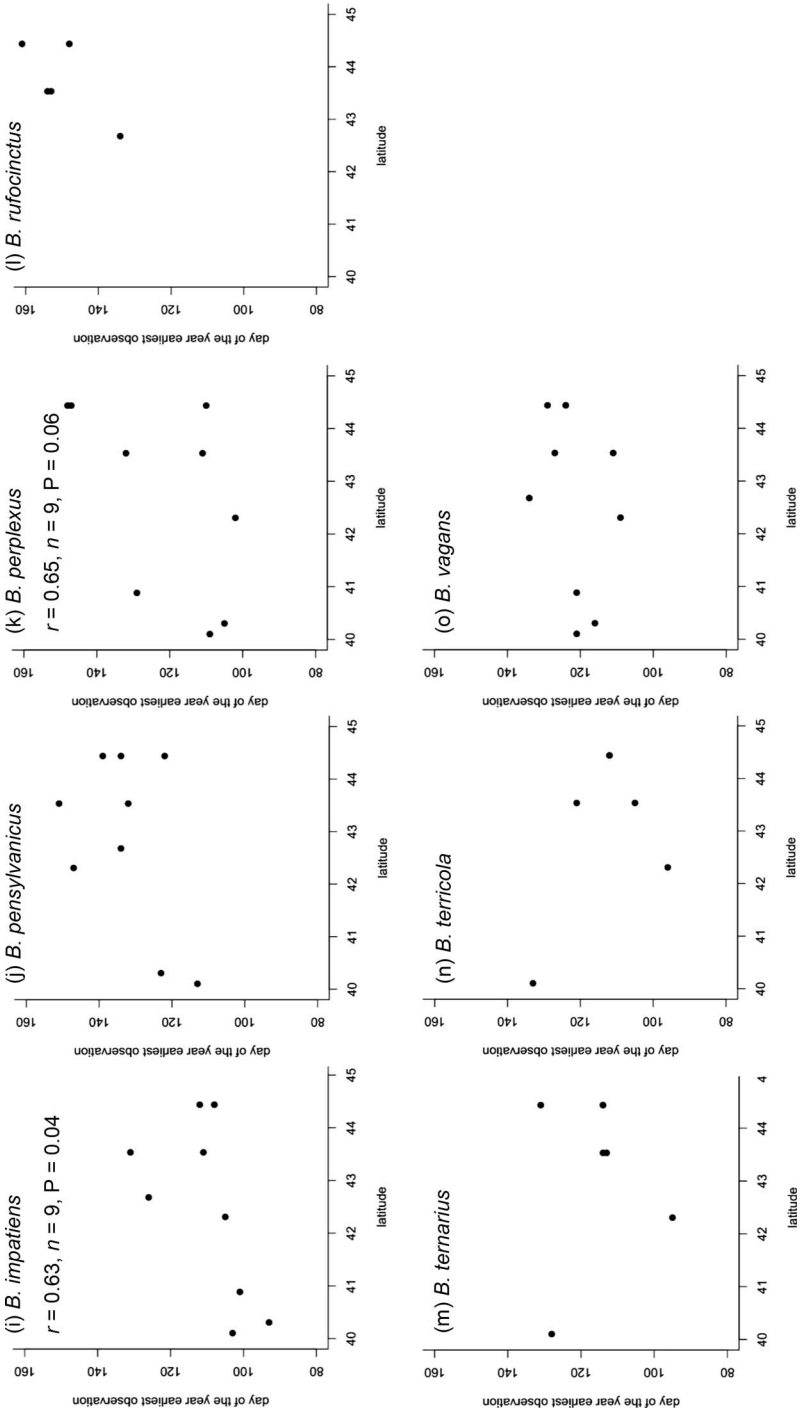 (i) B. impatiens
r = 0.63, n = 9, P = 0.04
day of the year earliest observation
160
140
120
100
80
40 41 42 43 44 45
latitude
(j) B. pensylvanicus
day of the year earliest observation
160
140
120
100
80
40 41 42 43 44 45
latitude
(k) B. perplexus
r = 0.65, n = 9, P = 0.06
day of the year earliest observation
160
140
120
100
80
40 41 42 43 44 45
latitude
(l) B. rufocinctus
day of the year earliest observation
160
140
120
100
80
40 41 42 43 44 45
latitude
(m) B. ternarius
day of the year earliest observation
160
140
120
100
80
40 41 42 43 44 4
latitude
(n) B. terricola
day of the year earliest observation
160
140
120
100
80
40 41 42 43 44 45
latitude
(o) B. vagans
day of the year earliest observation
160
140
120
100
80
40 41 42 43 44 45
latitude